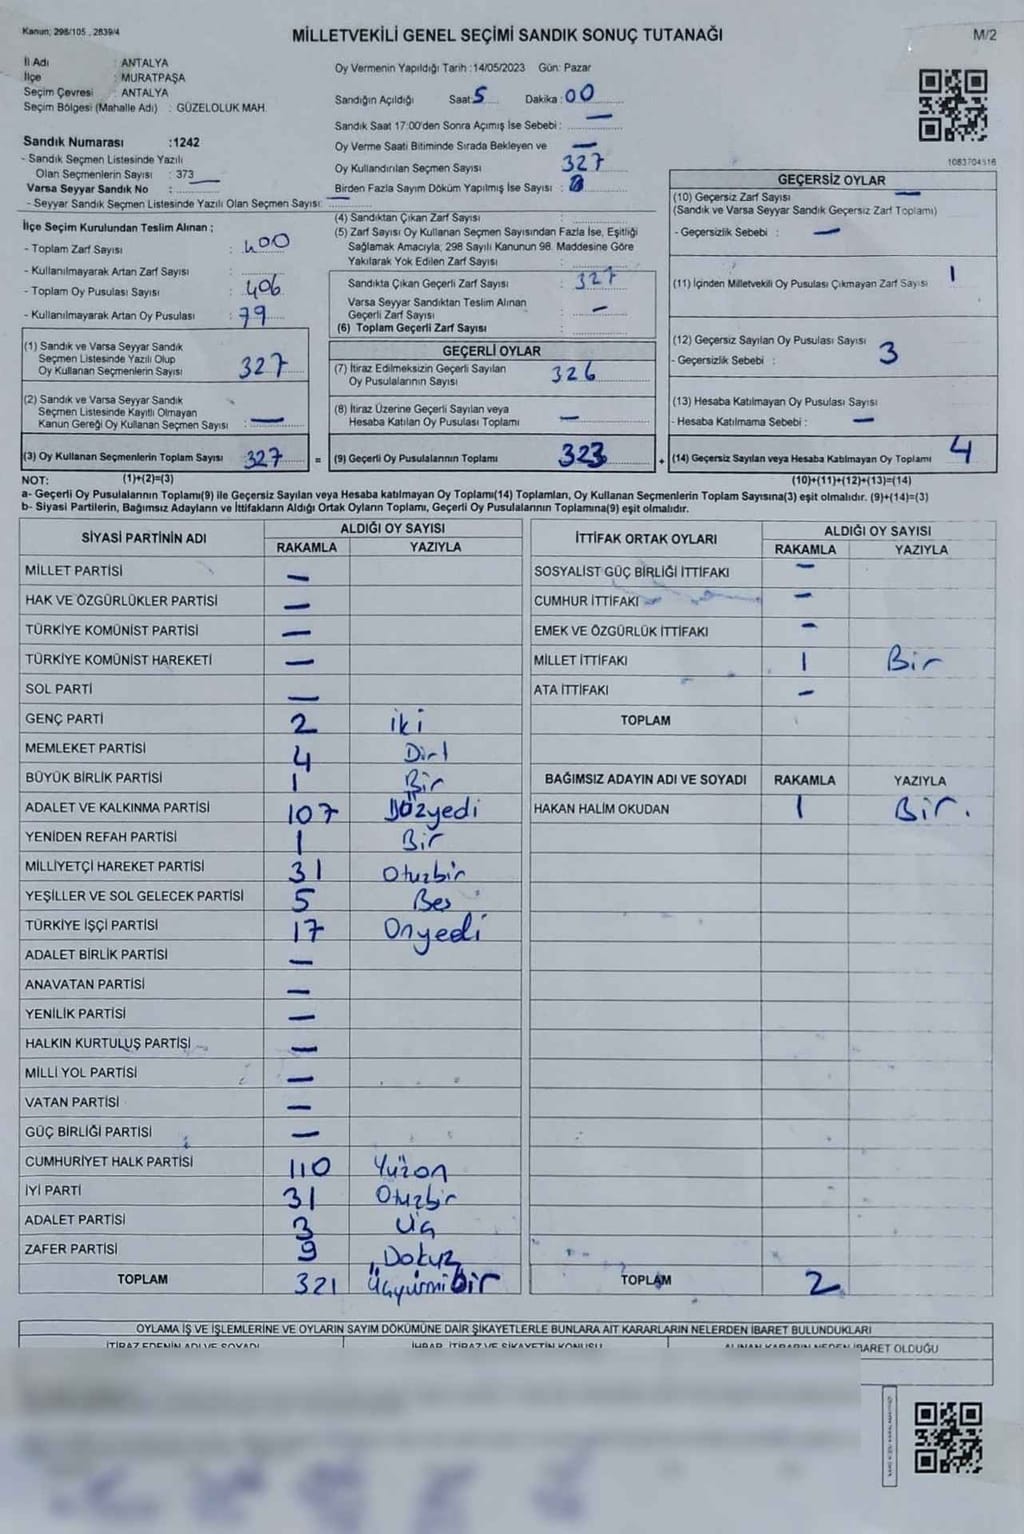 Kanun; 298/105 , 2839/4
MİLLETVEKİLİ GENEL SEÇİMİ SANDIK SONUÇ TUTANAĞI
M/2
İl Adı : ANTALYA
İlçe : MURATPAŞA
Seçim Çevresi : ANTALYA
Seçim Bölgesi (Mahalle Adı) : GÜZELOLUK MAH.
Sandık Numarası :1242
- Sandık Seçmen Listesinde Yazılı
Olan Seçmenlerin Sayısı : 373
Varsa Seyyar Sandık No :
- Seyyar Sandık Seçmen Listesinde Yazılı Olan Seçmen Sayısı: —
Oy Vermenin Yapıldığı Tarih :14/05/2023 Gün: Pazar
Sandığın Açıldığı Saat:5 Dakika:00
Sandık Saat 17:00'den Sonra Açımış İse Sebebi : —
Oy Verme Saati Bitiminde Sırada Bekleyen ve —
Oy Kullandırılan Seçmen Sayısı 327
Birden Fazla Sayım Döküm Yapılmış İse Sayısı :
1083704516
İlçe Seçim Kurulundan Teslim Alınan ;
- Toplam Zarf Sayısı : 400
- Kullanılmayarak Artan Zarf Sayısı :
- Toplam Oy Pusulası Sayısı : 406
- Kullanılmayarak Artan Oy Pusulası : 79
(1) Sandık ve Varsa Seyyar Sandık
Seçmen Listesinde Yazılı Olup
Oy Kullanan Seçmenlerin Sayısı : 327
(2) Sandık ve Varsa Seyyar Sandık
Seçmen Listesinde Kayıtlı Olmayan
Kanun Gereği Oy Kullanan Seçmen Sayısı : —
(3) Oy Kullanan Seçmenlerin Toplam Sayısı : 327
(4) Sandıktan Çıkan Zarf Sayısı :
(5) Zarf Sayısı Oy Kullanan Seçmen Sayısından Fazla İse, Eşitliği
Sağlamak Amacıyla; 298 Sayılı Kanunun 98. Maddesine Göre
Yakılarak Yok Edilen Zarf Sayısı :
Sandıkta Çıkan Geçerli Zarf Sayısı : 327
Varsa Seyyar Sandıktan Teslim Alınan
Geçerli Zarf Sayısı : —
(6) Toplam Geçerli Zarf Sayısı :
GEÇERLİ OYLAR
(7) İtiraz Edilmeksizin Geçerli Sayılan
Oy Pusulalarının Sayısı 326
(8) İtiraz Üzerine Geçerli Sayılan veya
Hesaba Katılan Oy Pusulası Toplamı —
= (9) Geçerli Oy Pusulalarının Toplamı 323
GEÇERSİZ OYLAR
(10) Geçersiz Zarf Sayısı —
(Sandık ve Varsa Seyyar Sandık Geçersiz Zarf Toplamı)
- Geçersizlik Sebebi : —
(11) İçinden Milletvekili Oy Pusulası Çıkmayan Zarf Sayısı 1
(12) Geçersiz Sayılan Oy Pusulası Sayısı 3
- Geçersizlik Sebebi :
(13) Hesaba Katılmayan Oy Pusulası Sayısı
- Hesaba Katılmama Sebebi : —
+ (14) Geçersiz Sayılan veya Hesaba Katılmayan Oy Toplamı 4
NOT: (1)+(2)=(3) (10)+(11)+(12)+(13)=(14)
a- Geçerli Oy Pusulalarının Toplamı(9) ile Geçersiz Sayılan veya Hesaba katılmayan Oy Toplamı(14) Toplamları, Oy Kullanan Seçmenlerin Toplam Sayısına(3) eşit olmalıdır. (9)+(14)=(3)
b- Siyasi Partilerin, Bağımsız Adayların ve İttifakların Aldığı Ortak Oyların Toplamı, Geçerli Oy Pusulalarının Toplamına(9) eşit olmalıdır.
SİYASİ PARTİNİN ADI ALDIĞI OY SAYISI
RAKAMLA YAZIYLA
MİLLET PARTİSİ —
HAK VE ÖZGÜRLÜKLER PARTİSİ —
TÜRKİYE KOMÜNİST PARTİSİ —
TÜRKİYE KOMÜNİST HAREKETİ —
SOL PARTİ —
GENÇ PARTİ 2 iki
MEMLEKET PARTİSİ 4 Dört
BÜYÜK BİRLİK PARTİSİ 1 Bir
ADALET VE KALKINMA PARTİSİ 107
YENİDEN REFAH PARTİSİ 1 Bir
MİLLİYETÇİ HAREKET PARTİSİ 31 Otuzbir
YEŞİLLER VE SOL GELECEK PARTİSİ 5 Beş
TÜRKİYE İŞÇİ PARTİSİ 17 Onyedi
ADALET BİRLİK PARTİSİ —
ANAVATAN PARTİSİ —
YENİLİK PARTİSİ —
HALKIN KURTULUŞ PARTİSİ —
MİLLİ YOL PARTİSİ —
VATAN PARTİSİ —
GÜÇ BİRLİĞİ PARTİSİ —
CUMHURİYET HALK PARTİSİ 110 Yüzon
İYİ PARTİ 31 Otuzbir
ADALET PARTİSİ 3 Üç
ZAFER PARTİSİ 9 Dokuz
TOPLAM 321 Üçyüzyirmibir
İTTİFAK ORTAK OYLARI ALDIĞI OY SAYISI
RAKAMLA YAZIYLA
SOSYALİST GÜÇ BİRLİĞİ İTTİFAKI —
CUMHUR İTTİFAKI —
EMEK VE ÖZGÜRLÜK İTTİFAKI —
MİLLET İTTİFAKI 1 Bir
ATA İTTİFAKI —
TOPLAM
BAĞIMSIZ ADAYIN ADI VE SOYADI RAKAMLA YAZIYLA
HAKAN HALİM OKUDAN 1 Bir.
TOPLAM 2
OYLAMA İŞ VE İŞLEMLERİNE VE OYLARIN SAYIM DÖKÜMÜNE DAİR ŞİKAYETLERLE BUNLARA AİT KARARLARIN NELERDEN İBARET BULUNDUKLARI
İTİRAZ EDENİN ADI VE SOYADI İHBAR, İTİRAZ VE ŞİKAYETİN KONUSU ALINAN KARARIN NEDEN İBARET OLDUĞU